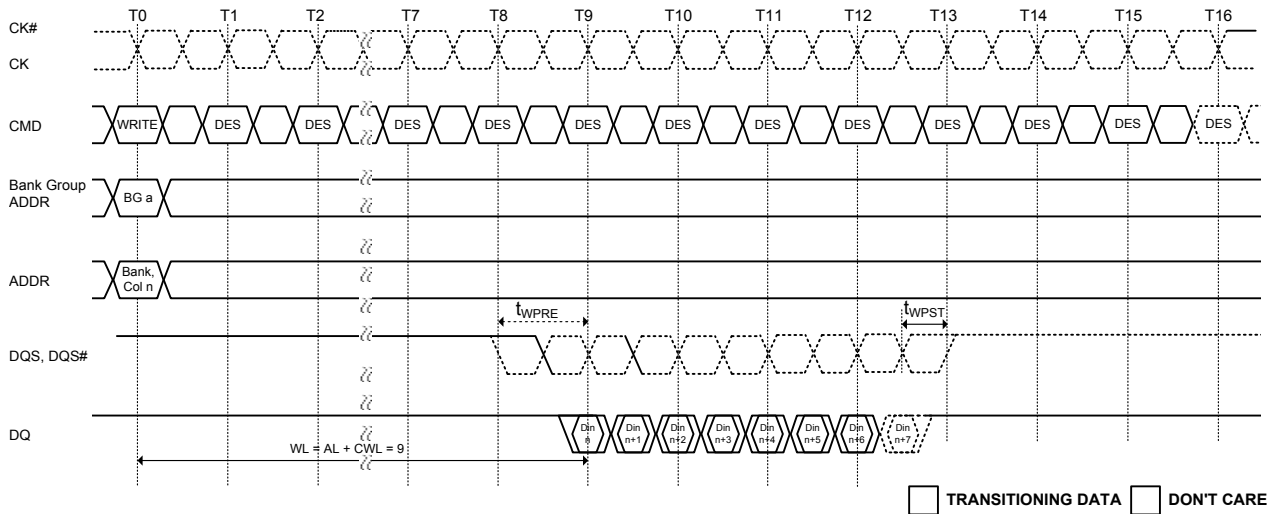 T0 T1 T2 T7 T8 T9 T10 T11 T12 T13 T14 T15 T16
CK#
CK
CMD WRITE DES DES DES DES DES DES DES DES DES DES DES DES
Bank Group
ADDR
BG a
ADDR
Bank,
Col n
tWPRE tWPST
DQS, DQS#
DQ
Din n Din n+1 Din n+2 Din n+3 Din n+4 Din n+5 Din n+6 Din n+7
WL = AL + CWL = 9
TRANSITIONING DATA DON'T CARE